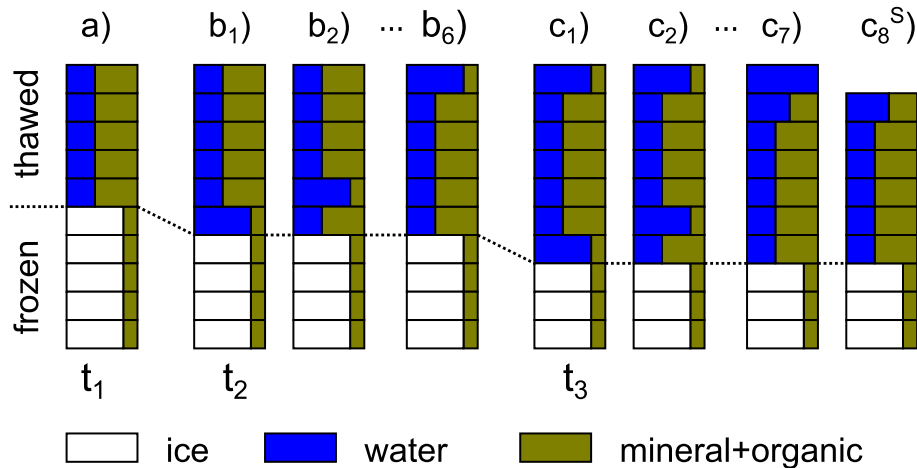 a) b₁) b₂) ... b₆) c₁) c₂) ... c₇) c₈ˢ)
thawed
frozen
t₁ t₂ t₃
ice water mineral+organic